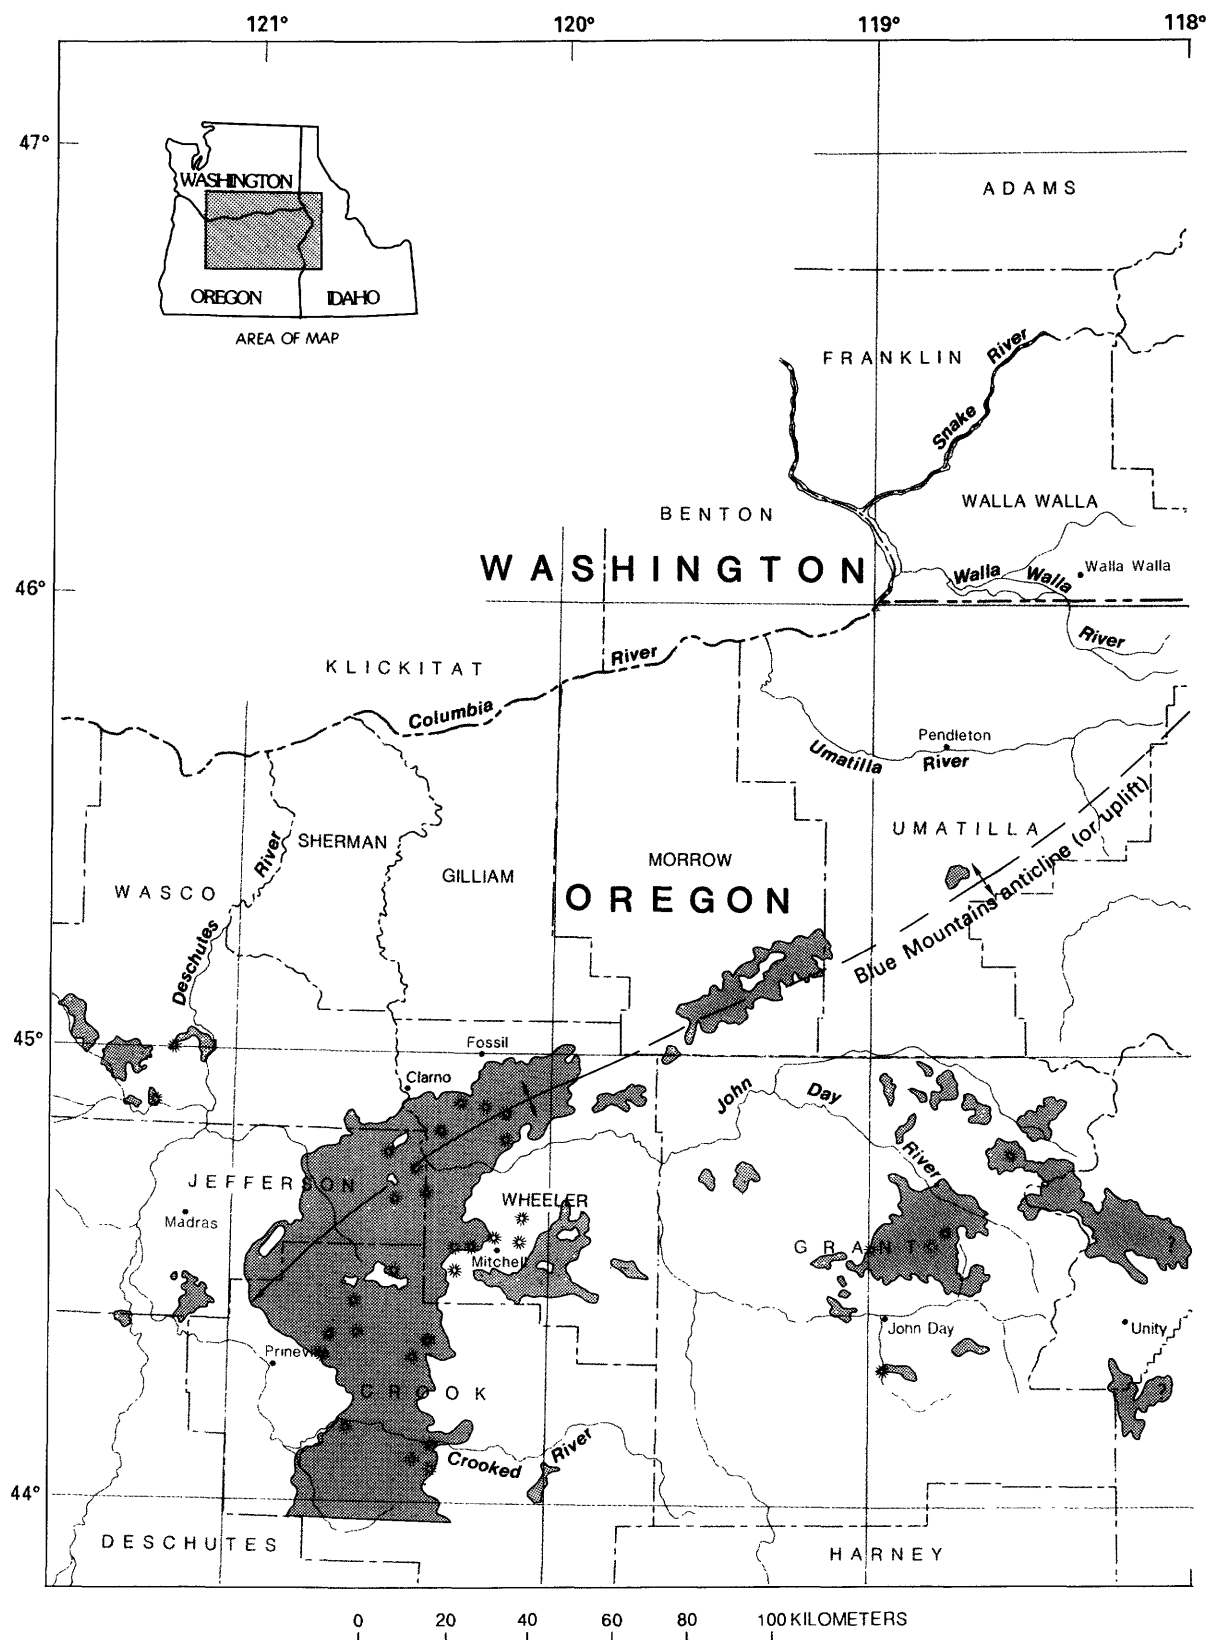 121° 120° 119° 118°
47°
ADAMS
WASHINGTON
OREGON IDAHO
AREA OF MAP
FRANKLIN
River
Snake
WALLA WALLA
BENTON
WASHINGTON
Walla Walla
Walla Walla
46°
River
River
KLICKITAT
Columbia
Pendleton
Umatilla River
UMATILLA
SHERMAN
River
MORROW
GILLIAM
WASCO
OREGON
Blue Mountains anticline (or uplift)
Deschutes
45°
Fossil
Clarno
John Day
River
JEFFERSON
WHEELER
Madras
GRANT
?
Mitchell
John Day
Unity
CROOK
?
Crooked River
44°
DESCHUTES
HARNEY
0 20 40 60 80 100 KILOMETERS